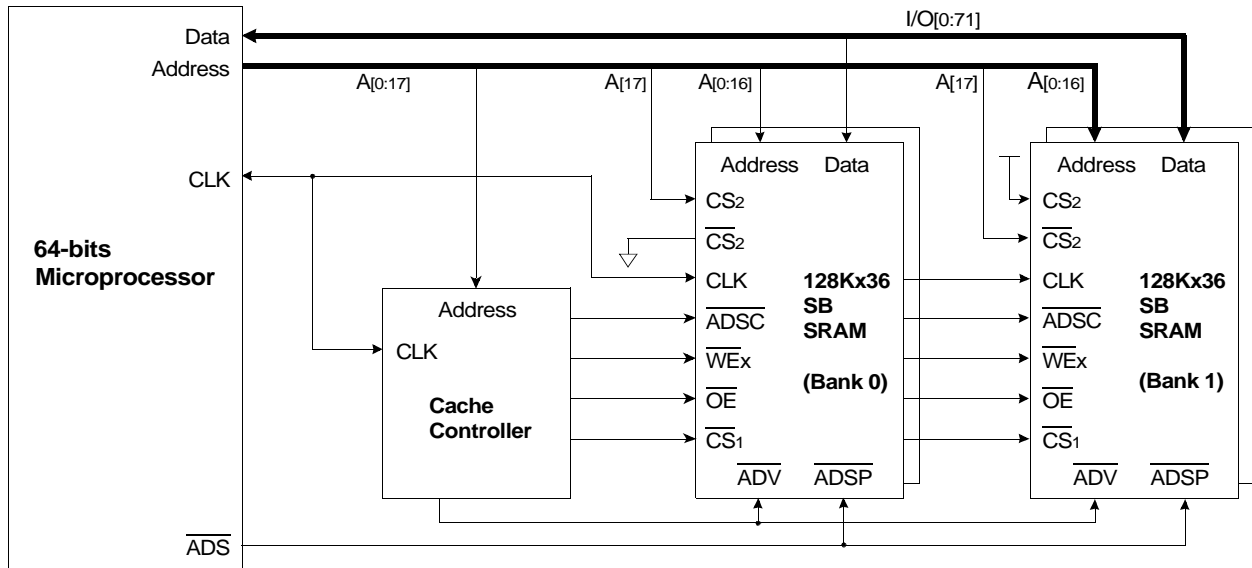 I/O[0:71]
Data
Address
A[0:17]
A[17]
A[0:16]
A[17]
A[0:16]
CLK
64-bits
Microprocessor
ADS
Address
CLK
Cache
Controller
Address Data
CS2
CS2
CLK
ADSC
WEx
OE
CS1
ADV ADSP
128Kx36
SB
SRAM
(Bank 0)
Address Data
CS2
CS2
CLK
ADSC
WEx
OE
CS1
ADV ADSP
128Kx36
SB
SRAM
(Bank 1)